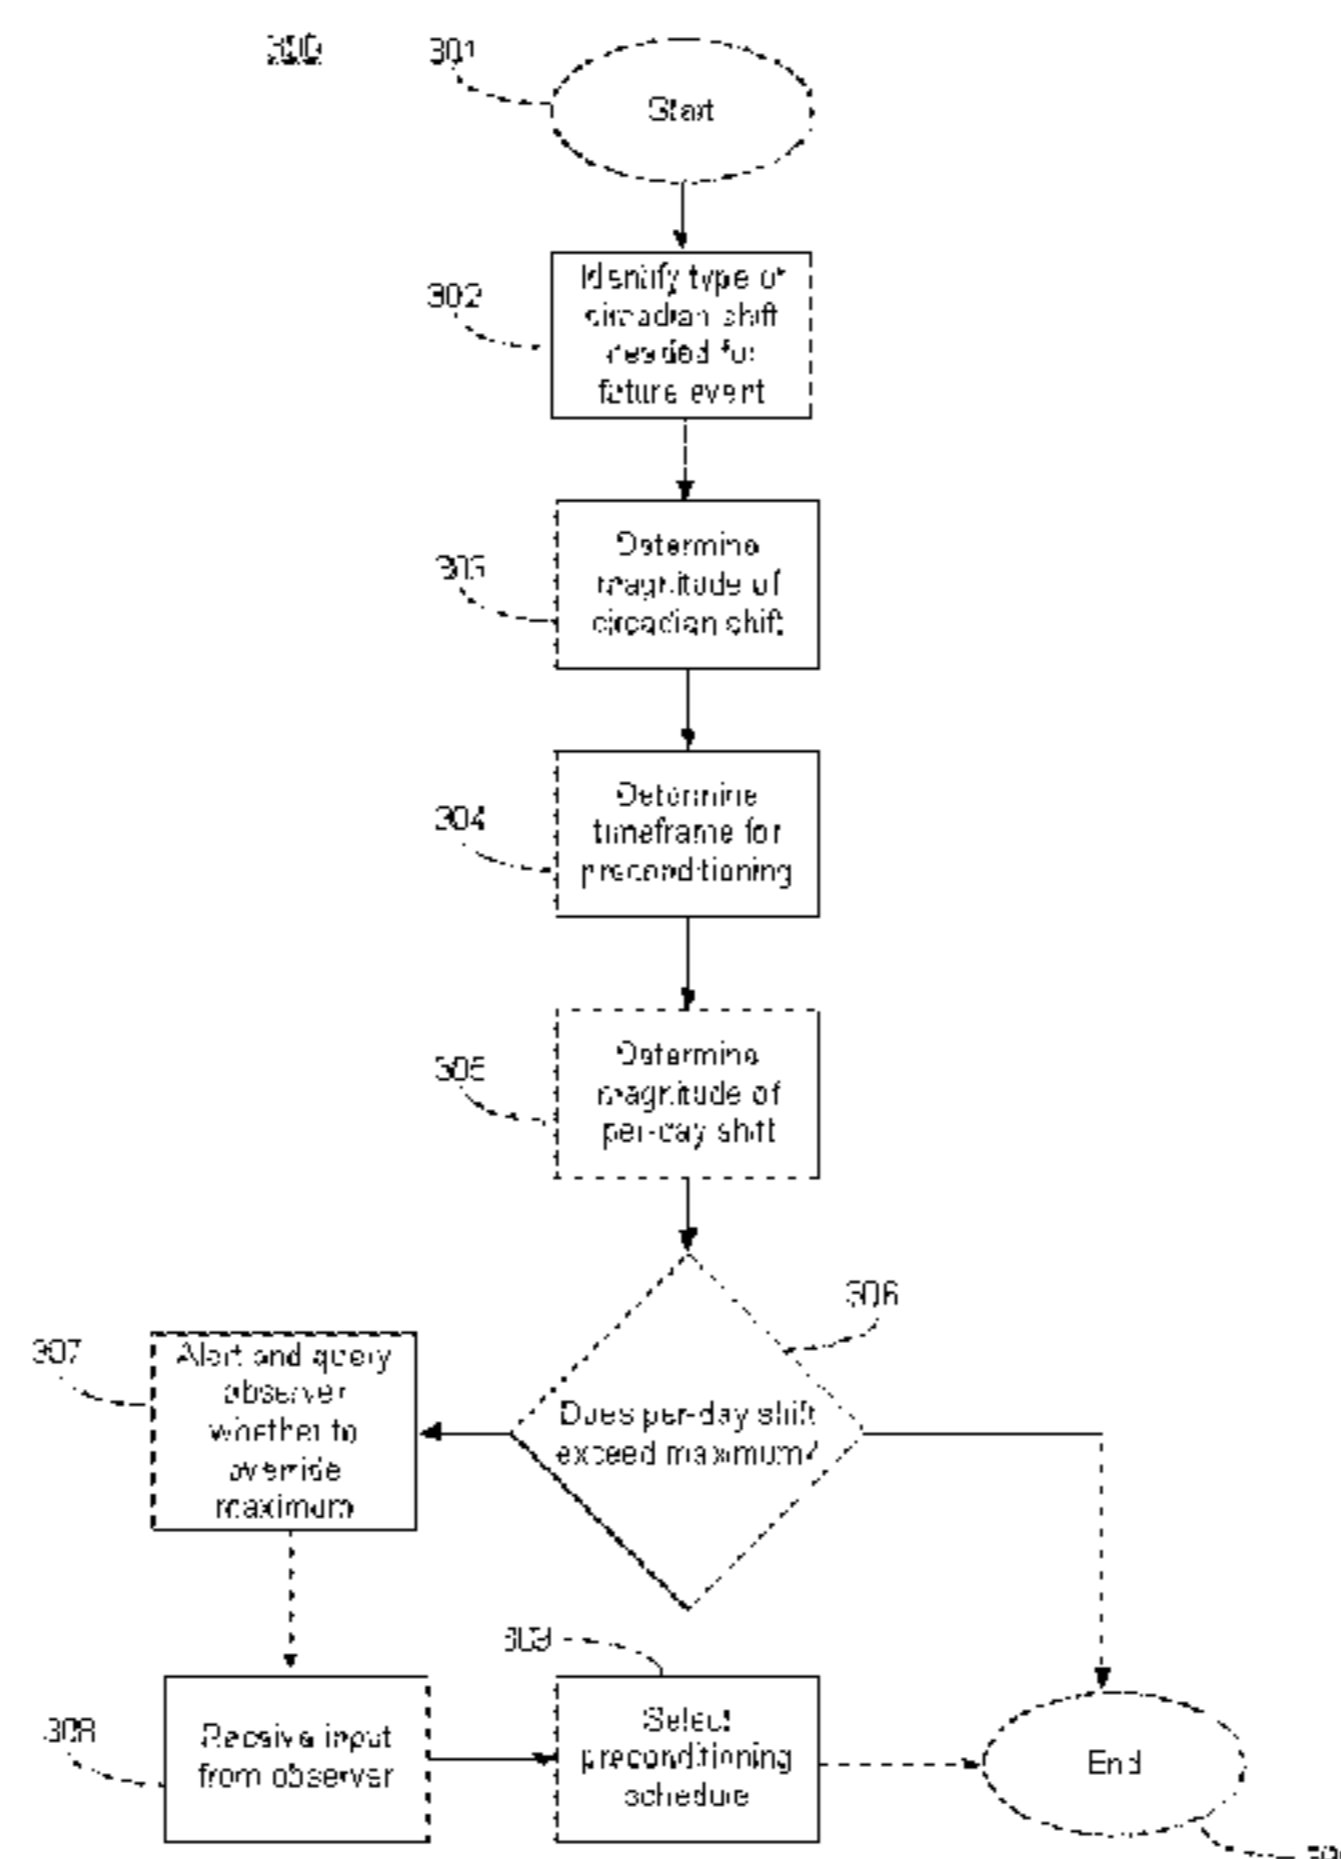 300
301
Start
302
Identify type of
circadian shift
needed for
future event
303
Determine
magnitude of
circadian shift
304
Determine
timeframe for
preconditioning
305
Determine
magnitude of
per-day shift
306
Does per-day shift
exceed maximum?
307
Alert and query
observer
whether to
override
maximum
308
Receive input
from observer
309
Select
preconditioning
schedule
End